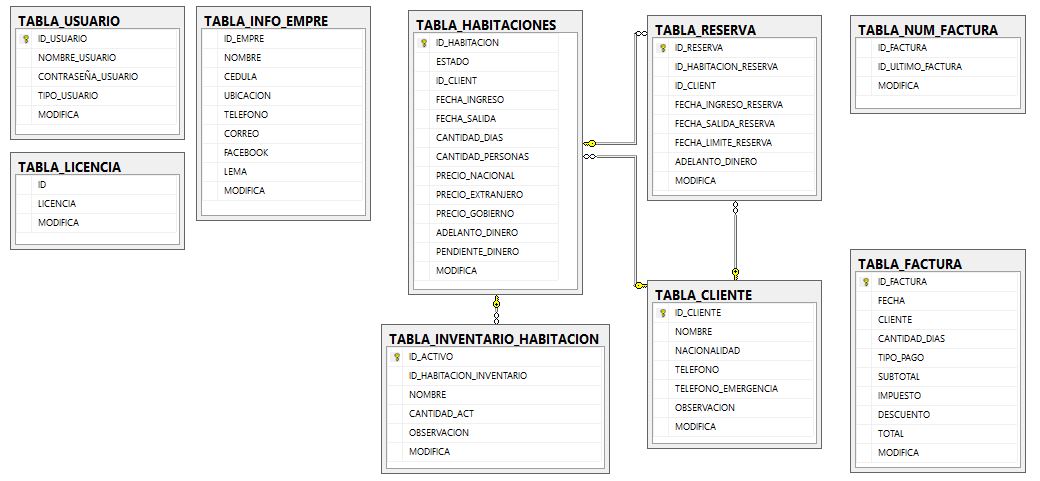 TABLA_USUARIO
ID_USUARIO
NOMBRE_USUARIO
CONTRASEÑA_USUARIO
TIPO_USUARIO
MODIFICA
TABLA_LICENCIA
ID
LICENCIA
MODIFICA
TABLA_INFO_EMPRE
ID_EMPRE
NOMBRE
CEDULA
UBICACION
TELEFONO
CORREO
FACEBOOK
LEMA
MODIFICA
TABLA_HABITACIONES
ID_HABITACION
ESTADO
ID_CLIENT
FECHA_INGRESO
FECHA_SALIDA
CANTIDAD_DIAS
CANTIDAD_PERSONAS
PRECIO_NACIONAL
PRECIO_EXTRANJERO
PRECIO_GOBIERNO
ADELANTO_DINERO
PENDIENTE_DINERO
MODIFICA
TABLA_INVENTARIO_HABITACION
ID_ACTIVO
ID_HABITACION_INVENTARIO
NOMBRE
CANTIDAD_ACT
OBSERVACION
MODIFICA
TABLA_RESERVA
ID_RESERVA
ID_HABITACION_RESERVA
ID_CLIENT
FECHA_INGRESO_RESERVA
FECHA_SALIDA_RESERVA
FECHA_LIMITE_RESERVA
ADELANTO_DINERO
MODIFICA
TABLA_CLIENTE
ID_CLIENTE
NOMBRE
NACIONALIDAD
TELEFONO
TELEFONO_EMERGENCIA
OBSERVACION
MODIFICA
TABLA_NUM_FACTURA
ID_FACTURA
ID_ULTIMO_FACTURA
MODIFICA
TABLA_FACTURA
ID_FACTURA
FECHA
CLIENTE
CANTIDAD_DIAS
TIPO_PAGO
SUBTOTAL
IMPUESTO
DESCUENTO
TOTAL
MODIFICA